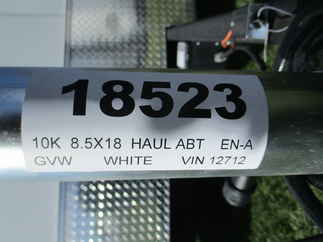 18523
10K 8.5X18 HAUL ABT EN-A
GVW WHITE VIN 12712